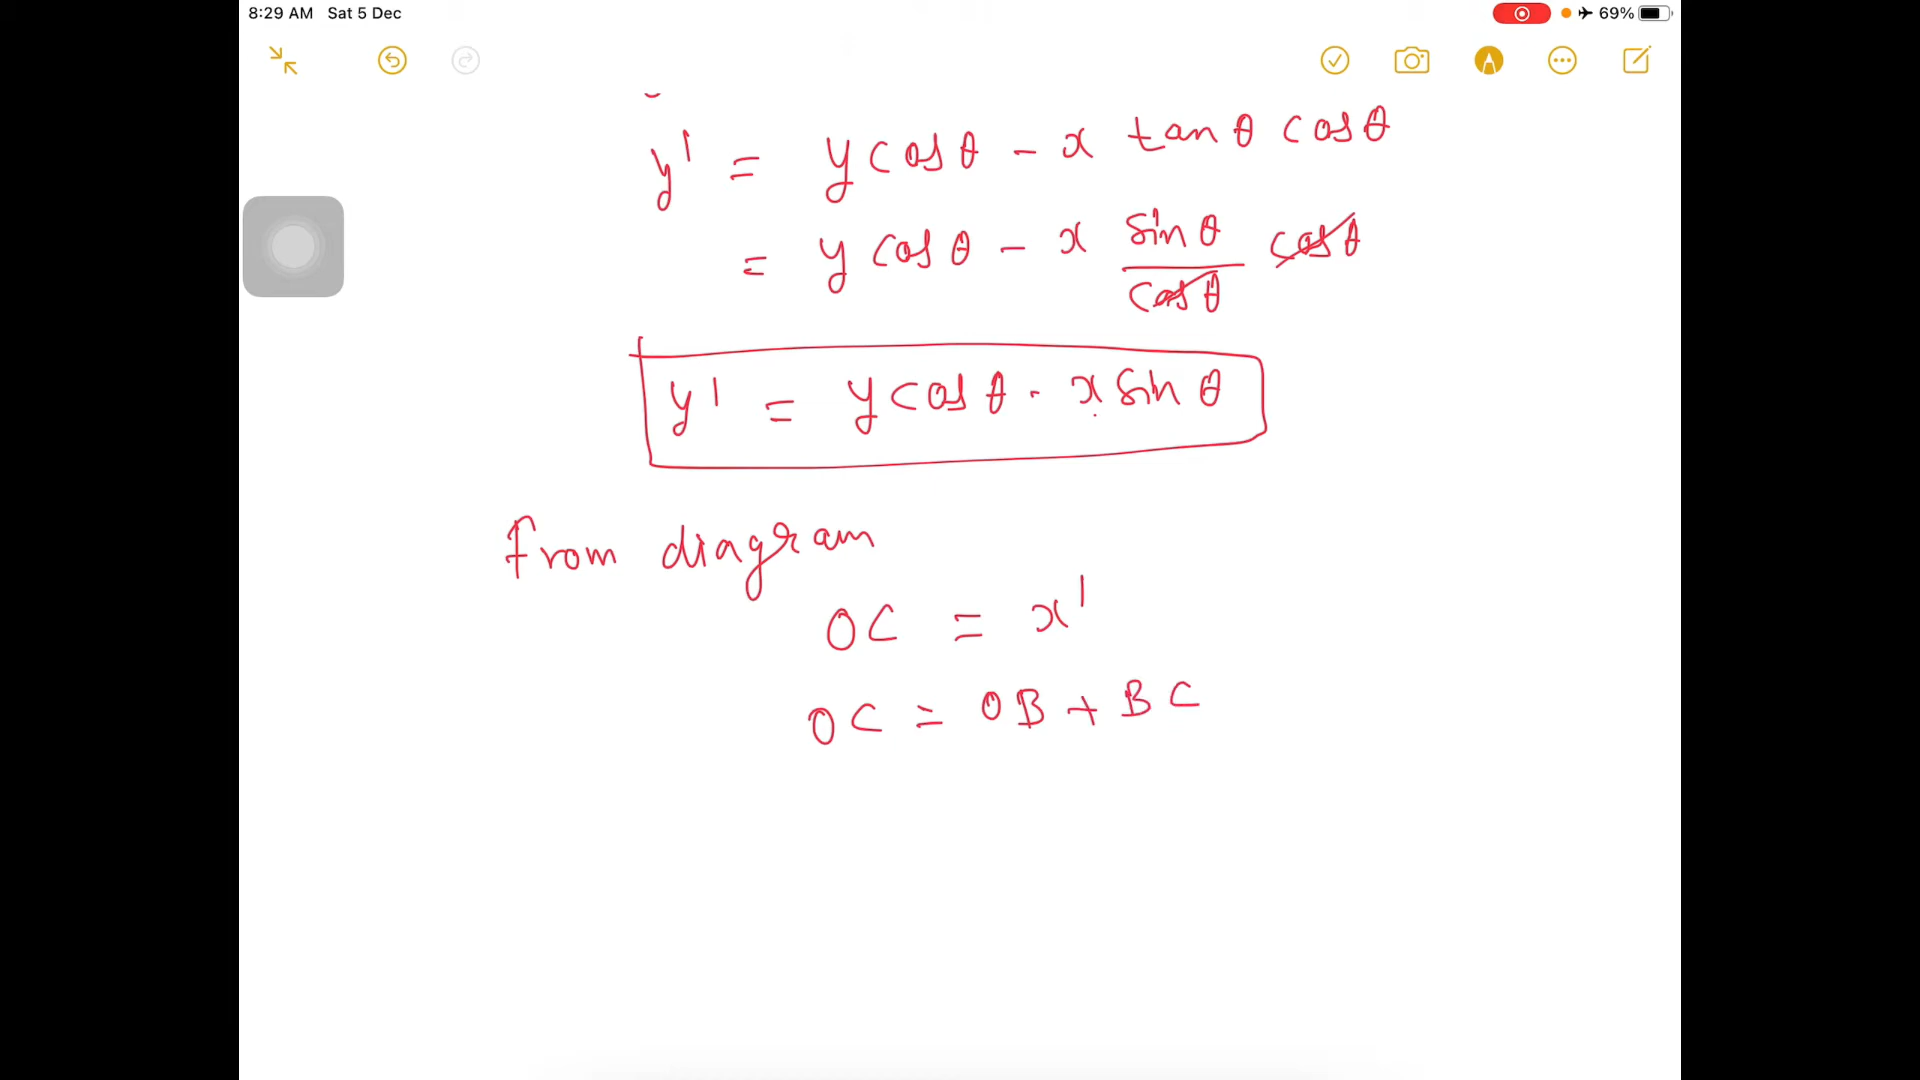 8:29 AM Sat 5 Dec 69%
y' = y cos θ - x tan θ cos θ
= y cos θ - x sin θ / cos θ cos θ
y' = y cos θ - x sin θ
from diagram
OC = x'
OC = OB + BC